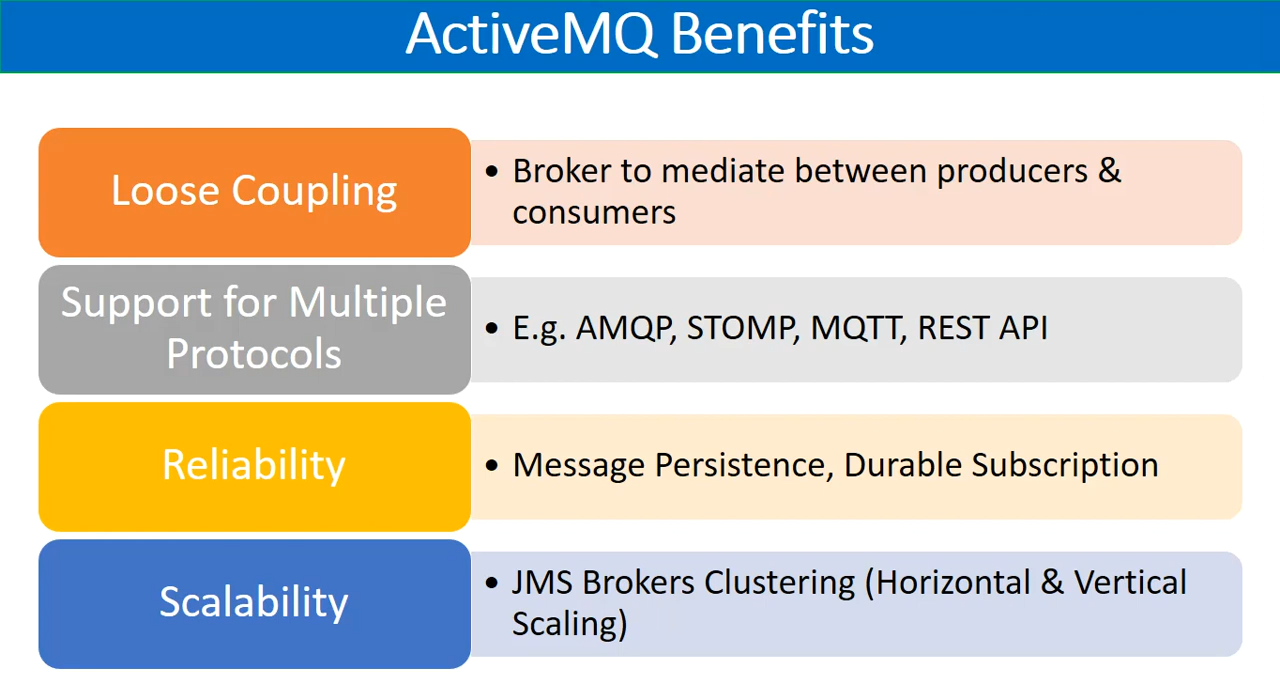 ActiveMQ Benefits
Loose Coupling
• Broker to mediate between producers &
consumers
Support for Multiple
Protocols
• E.g. AMQP, STOMP, MQTT, REST API
Reliability
• Message Persistence, Durable Subscription
Scalability
• JMS Brokers Clustering (Horizontal & Vertical
Scaling)